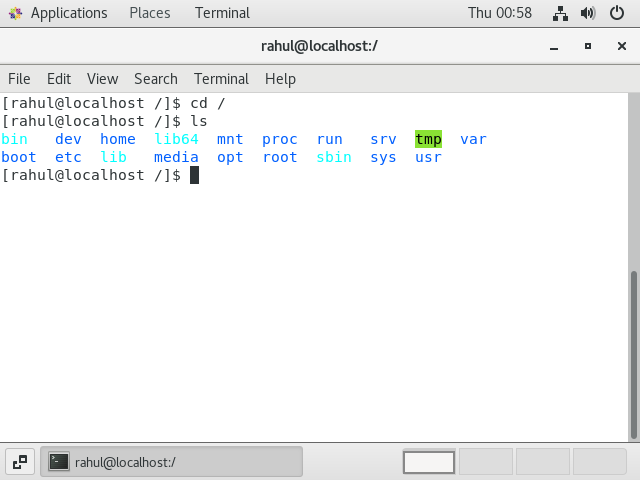 Applications Places Terminal Thu 00:58
rahul@localhost:/
File Edit View Search Terminal Help
[rahul@localhost /]$ cd /
[rahul@localhost /]$ ls
bin dev home lib64 mnt proc run srv tmp var
boot etc lib media opt root sbin sys usr
[rahul@localhost /]$
rahul@localhost:/